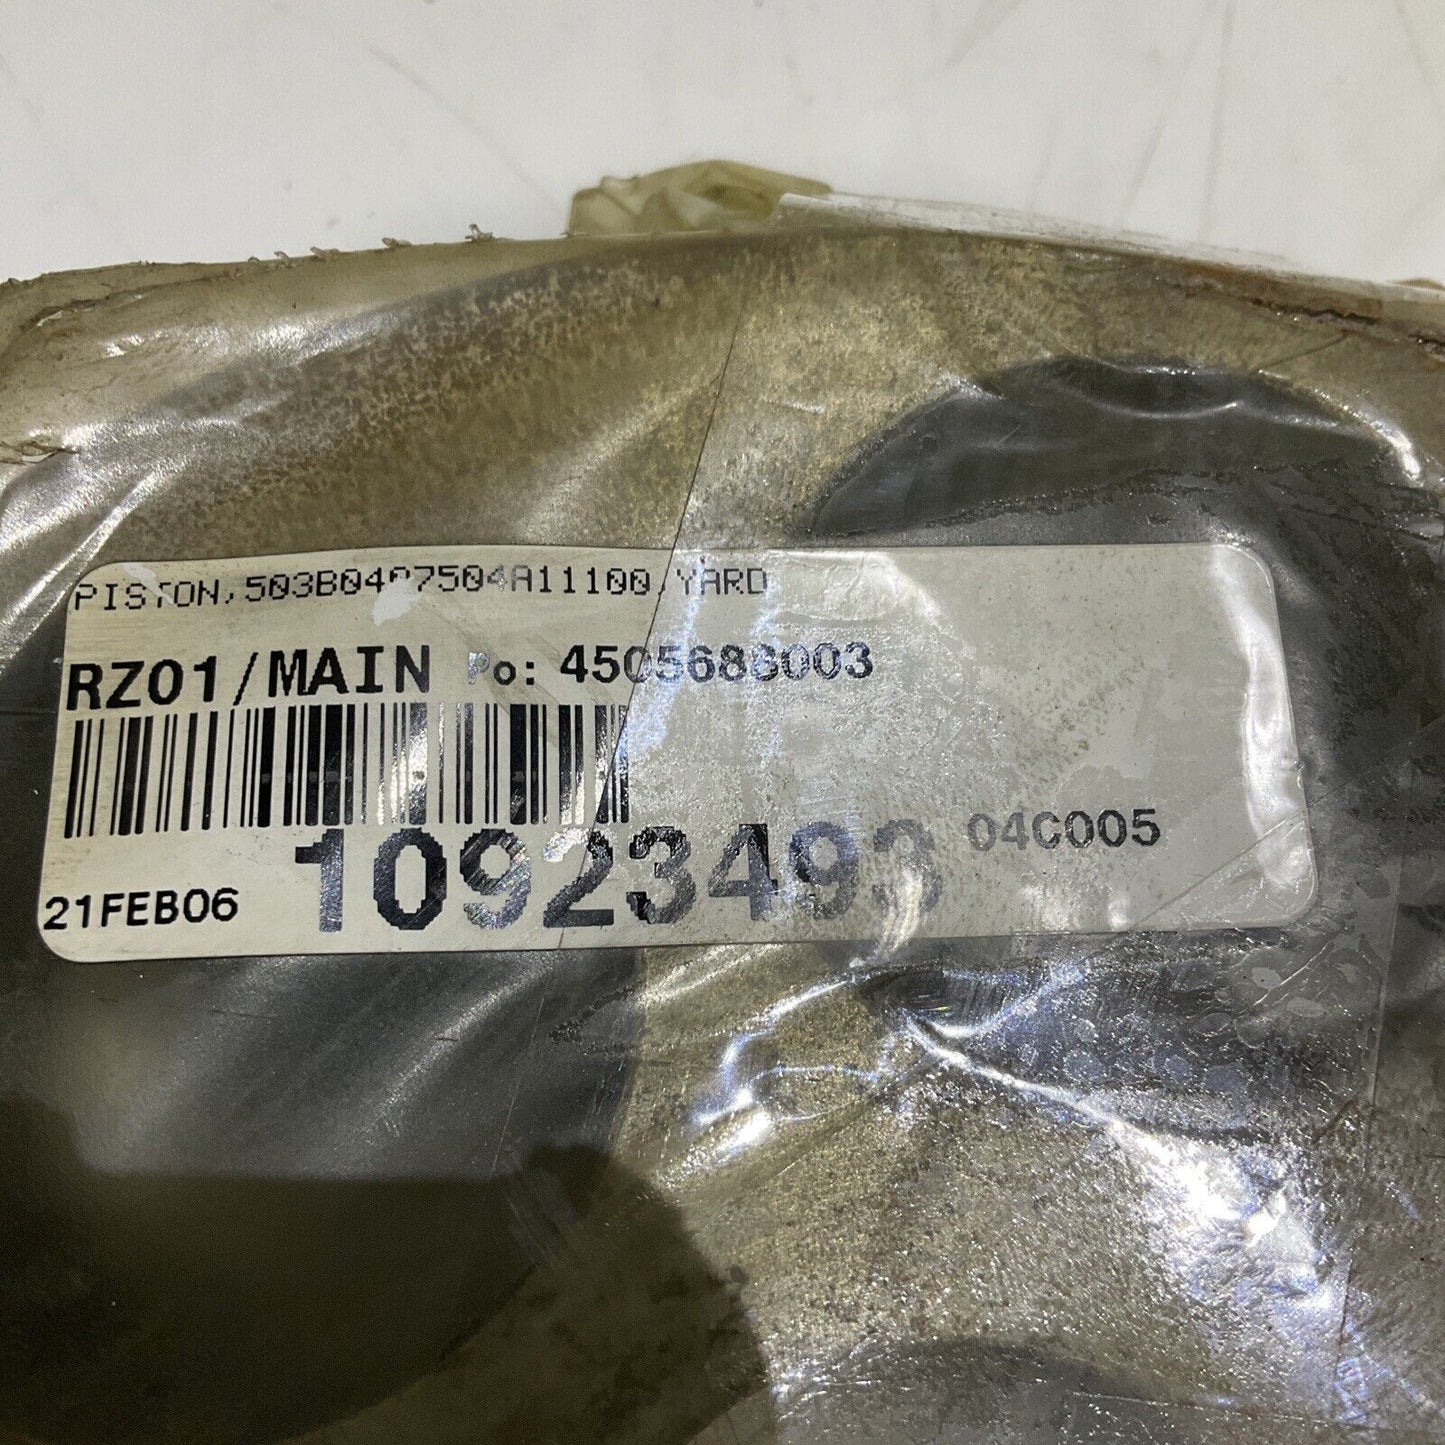 PISTON,503B0407504A11100,YARD
RZ01/MAIN Po: 4505688003
10923493 04C005
21FEB06